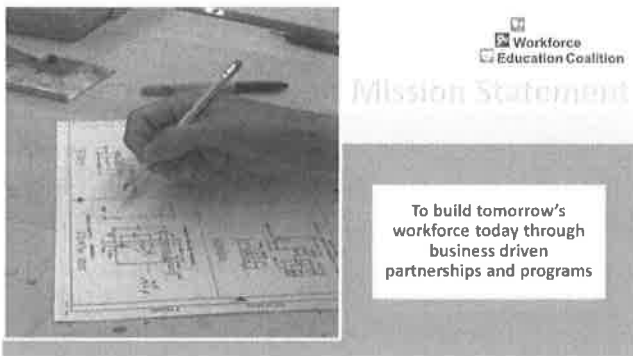 Workforce
Education Coalition
Mission Statement
To build tomorrow's
workforce today through
business driven
partnerships and programs